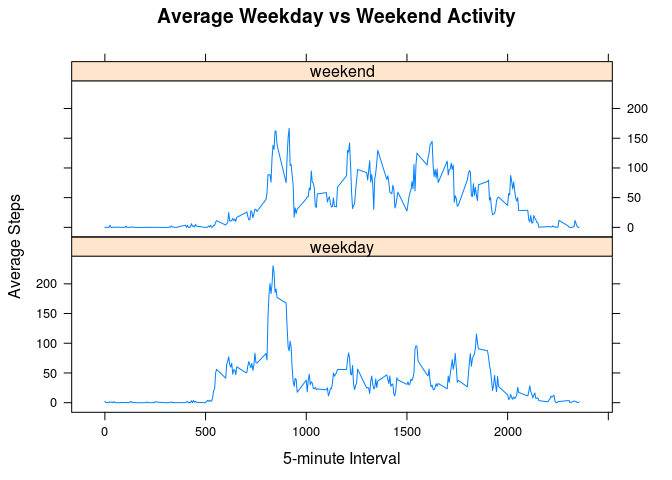 Average Weekday vs Weekend Activity
weekend
200
150
100
50
0
weekday
200
150
100
50
0
0 500 1000 1500 2000
5-minute Interval
Average Steps